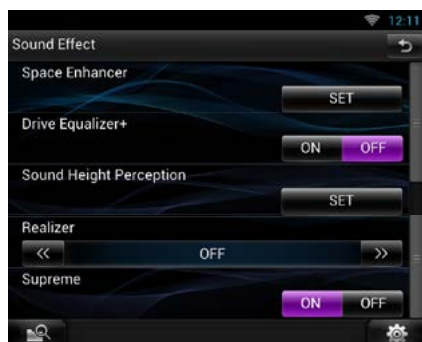 12:11
Sound Effect
Space Enhancer
SET
Drive Equalizer+
ON OFF
Sound Height Perception
SET
Realizer
<< OFF >>
Supreme
ON OFF